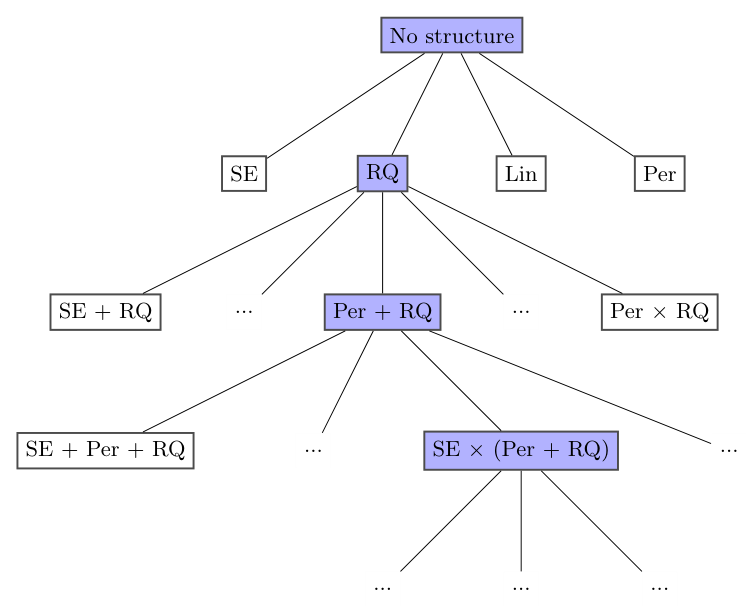 No structure
SE
RQ
Lin
Per
SE + RQ
...
Per + RQ
...
Per × RQ
SE + Per + RQ
...
SE × (Per + RQ)
...
...
...
...